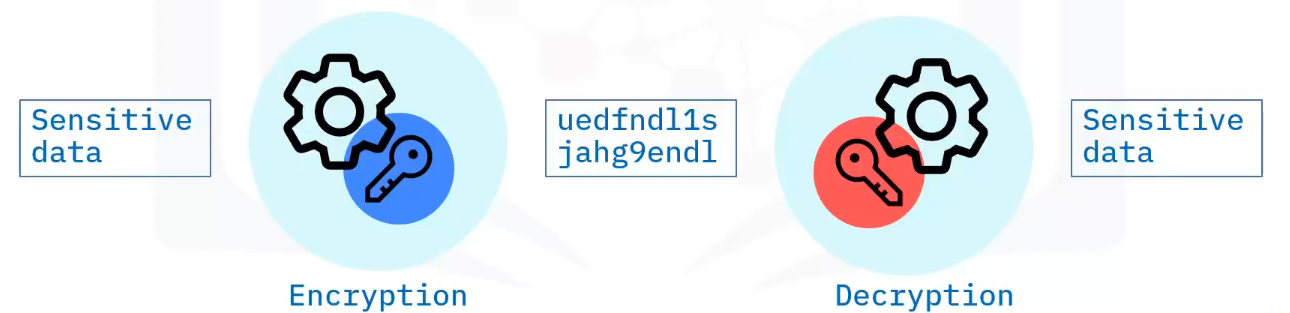 Sensitive
data
uedfndl1s
jahg9endl
Sensitive
data
Encryption
Decryption